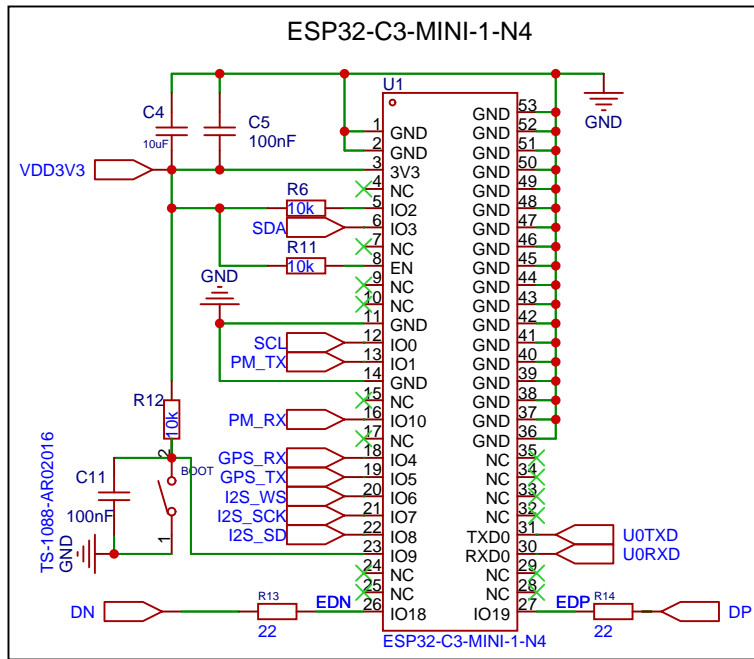 ESP32-C3-MINI-1-N4
U1
C4
10uF
C5
100nF
GND
VDD3V3
1 GND
2 GND
3 3V3
4 NC
5 IO2
6 IO3
7 NC
8 EN
9 NC
10 NC
11 GND
12 IO0
13 IO1
14 GND
15 NC
16 IO10
17 NC
18 IO4
19 IO5
20 IO6
21 IO7
22 IO8
23 IO9
24 NC
25 NC
26 IO18
GND 53
GND 52
GND 51
GND 50
GND 49
GND 48
GND 47
GND 46
GND 45
GND 44
GND 43
GND 42
GND 41
GND 40
GND 39
GND 38
GND 37
GND 36
NC 35
NC 34
NC 33
NC 32
TXD0 31
RXD0 30
NC 29
NC 28
IO19 27
R6
10k
SDA
R11
10k
GND
SCL
PM_TX
R12
10k
PM_RX
GPS_RX
GPS_TX
I2S_WS
I2S_SCK
I2S_SD
2
BOOT
1
C11
100nF
TS-1088-AR02016
GND
U0TXD
U0RXD
DN
R13
22
EDN
EDP
R14
22
DP
ESP32-C3-MINI-1-N4